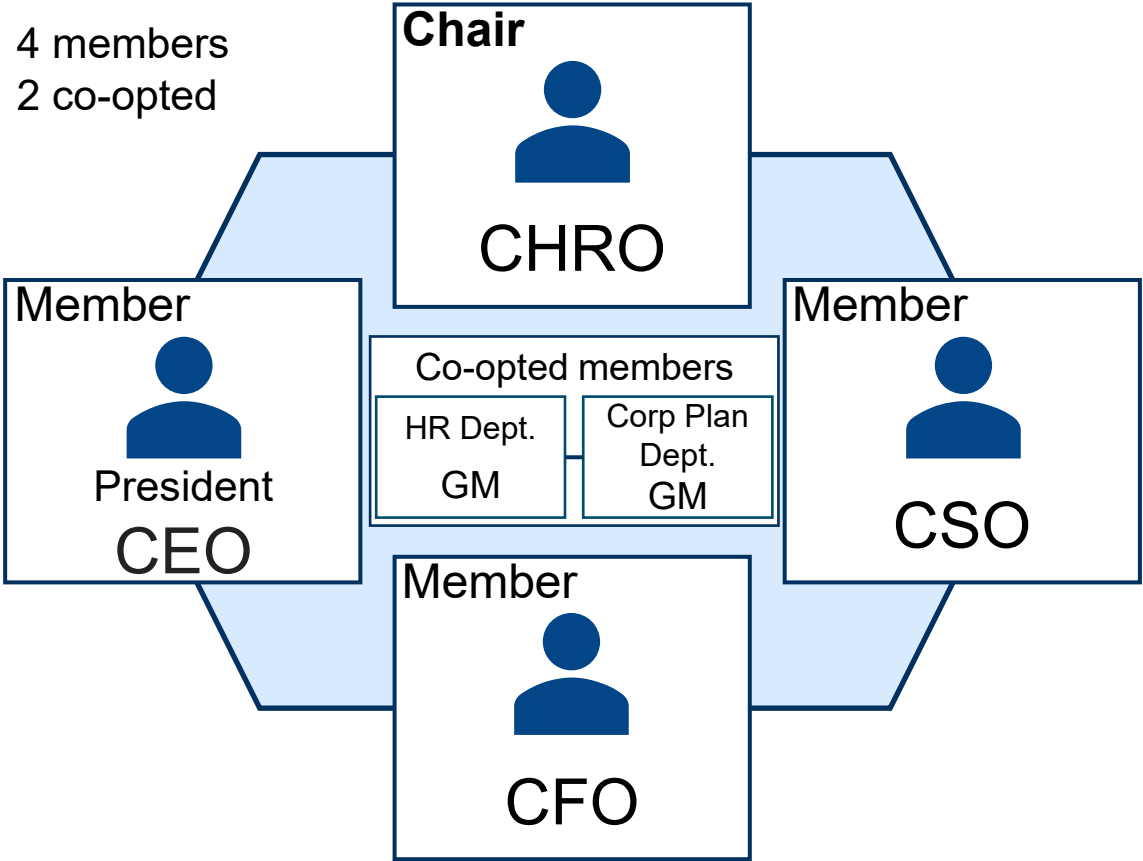 4 members
2 co-opted
Chair
CHRO
Member
President
CEO
Co-opted members
HR Dept.
GM
Corp Plan
Dept.
GM
Member
CSO
Member
CFO